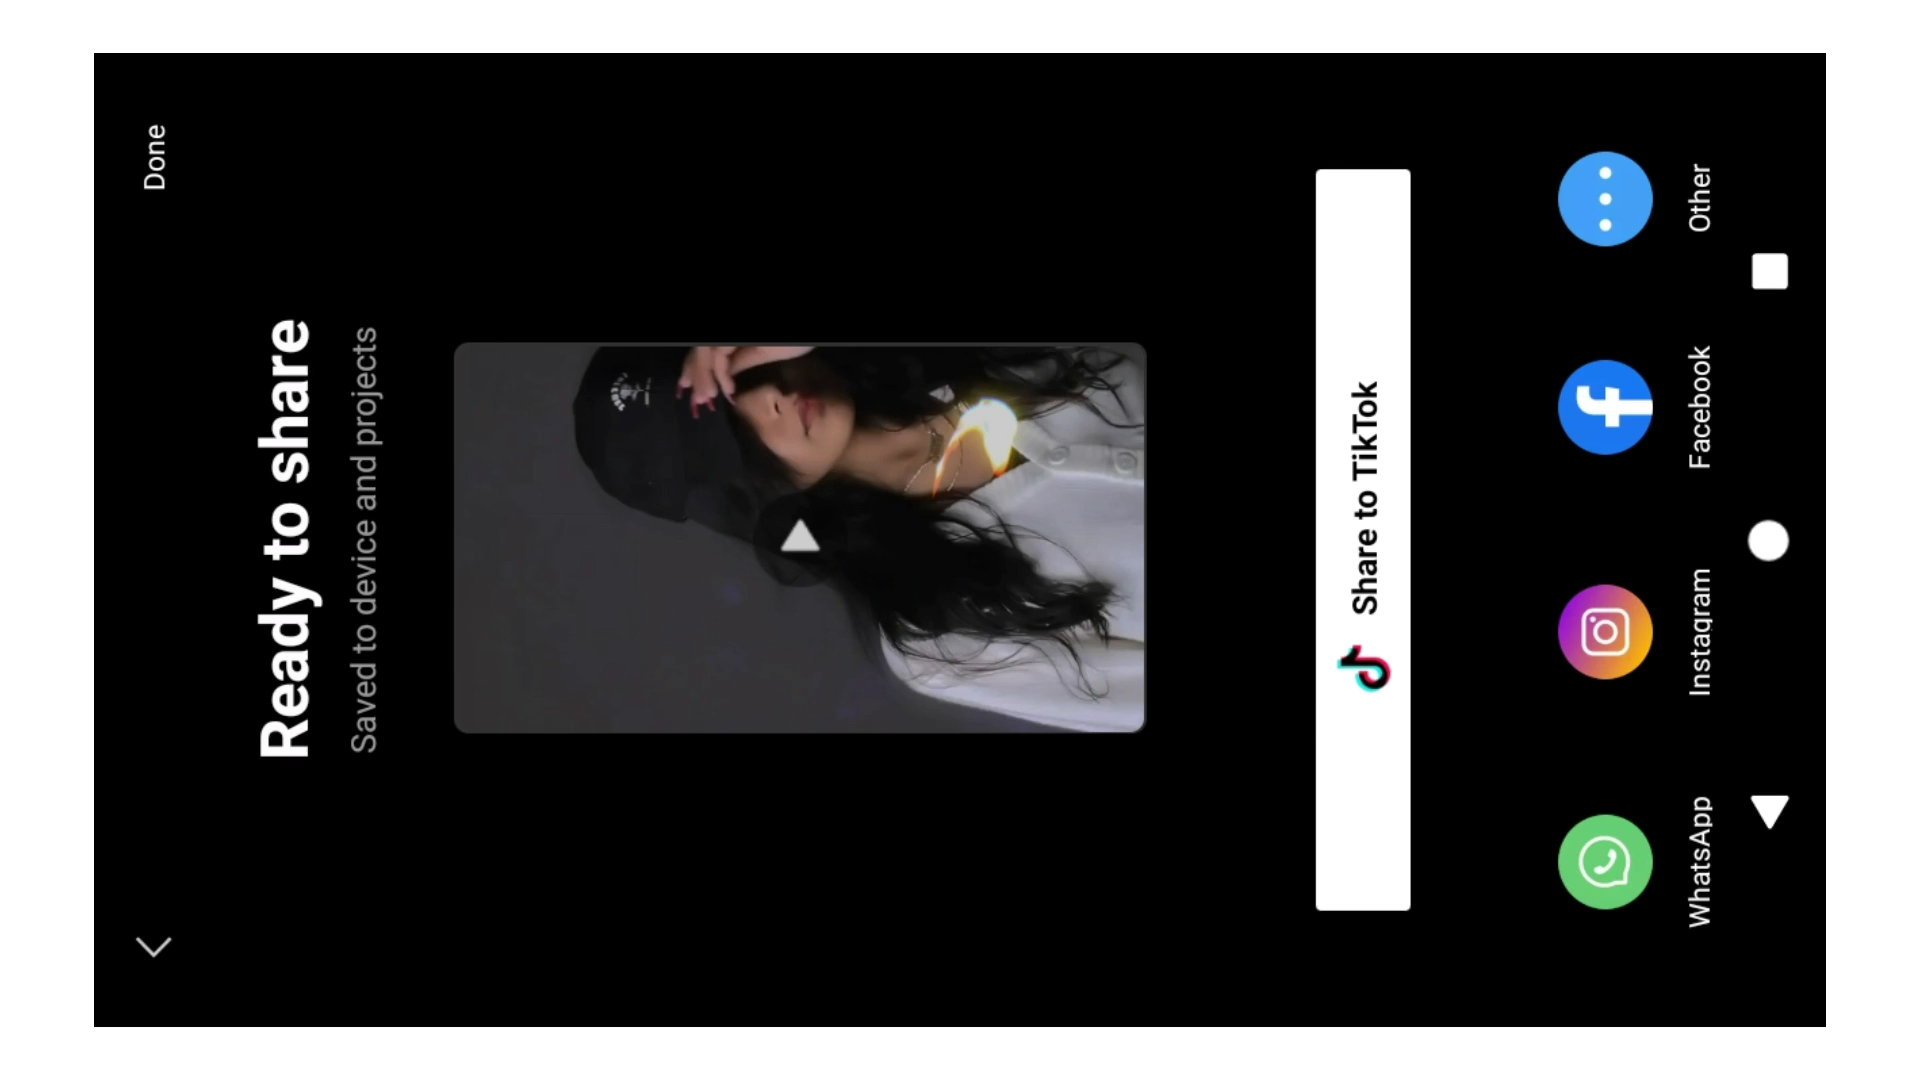 Done
Ready to share
Saved to device and projects
Share to TikTok
WhatsApp
Instagram
Facebook
Other